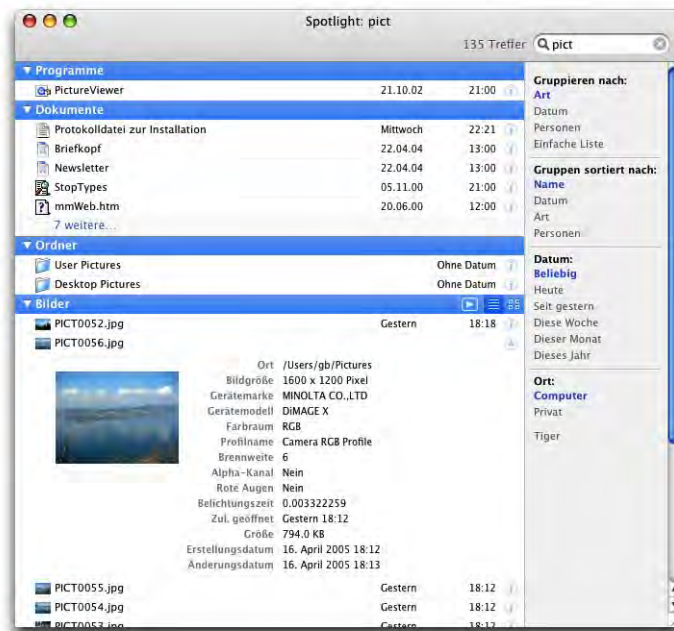 Spotlight: pict
135 Treffer pict
Programme
PictureViewer 21.10.02 21:00
Dokumente
Protokolldatei zur Installation Mittwoch 22:21
Briefkopf 22.04.04 13:00
Newsletter 22.04.04 13:00
StopTypes 05.11.00 21:00
mmWeb.htm 20.06.00 12:00
7 weitere...
Ordner
User Pictures Ohne Datum
Desktop Pictures Ohne Datum
Bilder
PICT0052.jpg Gestern 18:18
PICT0056.jpg
Ort /Users/gb/Pictures
Bildgröße 1600 x 1200 Pixel
Gerätemarke MINOLTA CO.,LTD
Gerätemodell DiMAGE X
Farbraum RGB
Profilname Camera RGB Profile
Brennweite 6
Alpha-Kanal Nein
Rote Augen Nein
Belichtungszeit 0.003322259
Zul. geöffnet Gestern 18:12
Größe 794.0 KB
Erstellungsdatum 16. April 2005 18:12
Änderungsdatum 16. April 2005 18:13
PICT0055.jpg Gestern 18:12
PICT0054.jpg Gestern 18:12
PICT0053.jpg Gestern 18:12
Gruppieren nach:
Art
Datum
Personen
Einfache Liste
Gruppen sortiert nach:
Name
Datum
Art
Personen
Datum:
Beliebig
Heute
Seit gestern
Diese Woche
Dieser Monat
Dieses Jahr
Ort:
Computer
Privat
Tiger